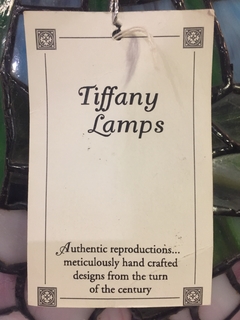 Tiffany
Lamps
Authentic reproductions...
meticulously hand crafted
designs from the turn
of the century